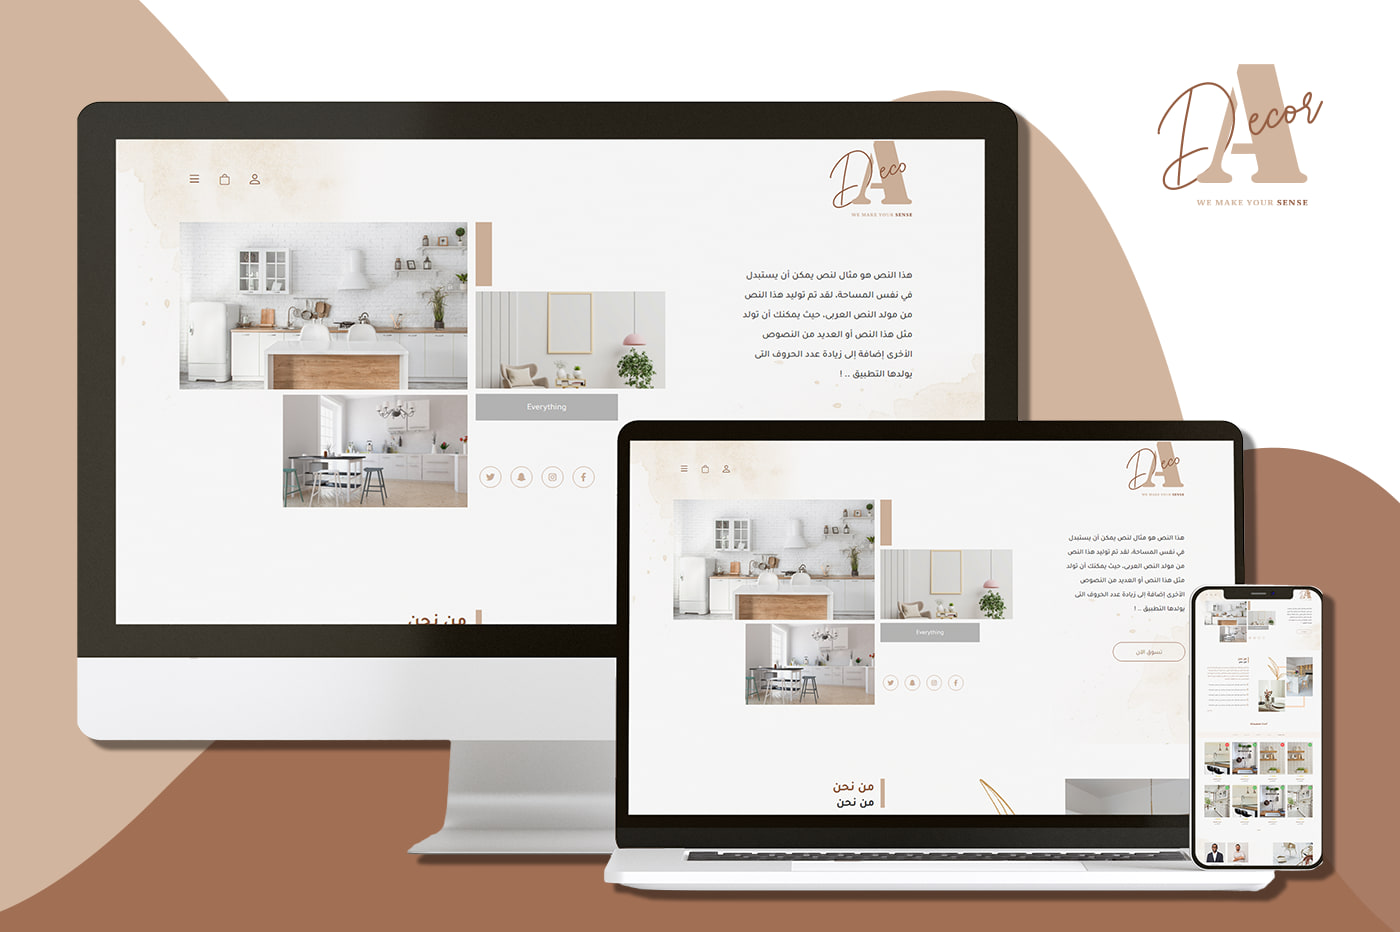 Decor
A
WE MAKE YOUR SENSE
Deco
A
WE MAKE YOUR SENSE
هذا النص هو مثال لنص يمكن أن يستبدل
في نفس المساحة، لقد تم توليد هذا النص
من مولد النص العربى، حيث يمكنك أن تولد
مثل هذا النص أو العديد من النصوص
الأخرى إضافة إلى زيادة عدد الحروف التى
يولدها التطبيق .. !
Everything
من نحن
Deco
A
WE MAKE YOUR SENSE
هذا النص هو مثال لنص يمكن أن يستبدل
في نفس المساحة، لقد تم توليد هذا النص
من مولد النص العربى، حيث يمكنك أن تولد
مثل هذا النص أو العديد من النصوص
الأخرى إضافة إلى زيادة عدد الحروف التى
يولدها التطبيق .. !
Everything
تسوق الآن
من نحن
من نحن